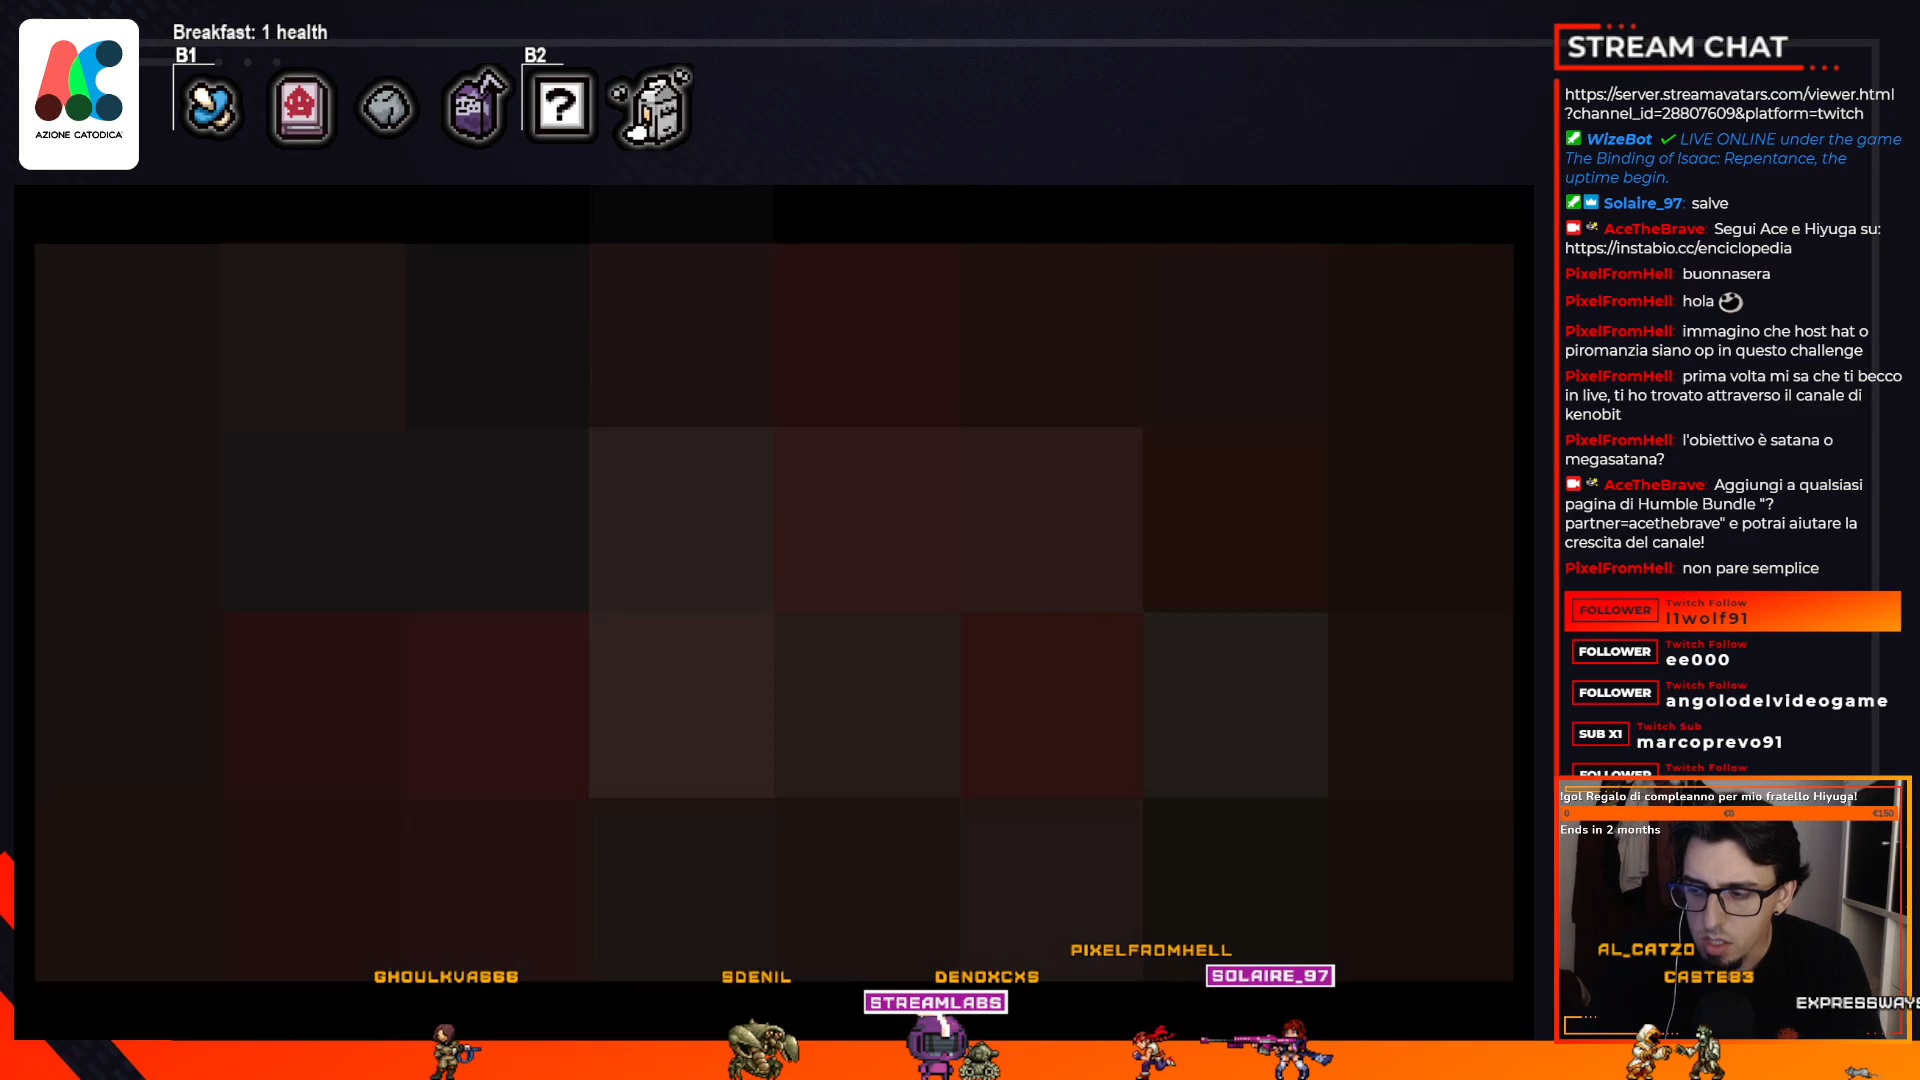 AZIONE CATODICA
Breakfast: 1 health
B1
B2
?
STREAM CHAT
https://server.streamavatars.com/viewer.html
?channel_id=28807609&platform=twitch
WizeBot ✓ LIVE ONLINE under the game
The Binding of Isaac: Repentance, the
uptime begin.
Solaire_97: salve
AceTheBrave: Segui Ace e Hiyuga su:
https://instabio.cc/enciclopedia
PixelFromHell: buonnasera
PixelFromHell: hola
PixelFromHell: immagino che host hat o
piromanzia siano op in questo challenge
PixelFromHell: prima volta mi sa che ti becco
in live, ti ho trovato attraverso il canale di
kenobit
PixelFromHell: l'obiettivo è satana o
megasatana?
AceTheBrave: Aggiungi a qualsiasi
pagina di Humble Bundle "?
partner=acethebrave" e potrai aiutare la
crescita del canale!
PixelFromHell: non pare semplice
FOLLOWER
Twitch Follow
l1wolf91
FOLLOWER
Twitch Follow
ee000
FOLLOWER
Twitch Follow
angolodelvideogame
SUB X1
Twitch Sub
marcoprevo91
FOLLOWER
Twitch Follow
!gol Regalo di compleanno per mio fratello Hiyuga!
0 €0 €150
Ends in 2 months
AL_CATZO
CASTE83
EXPRESSWAYS
PIXELFROMHELL
GHOULKVA666
SDENIL
DENOXCXS
SOLAIRE_97
STREAMLABS